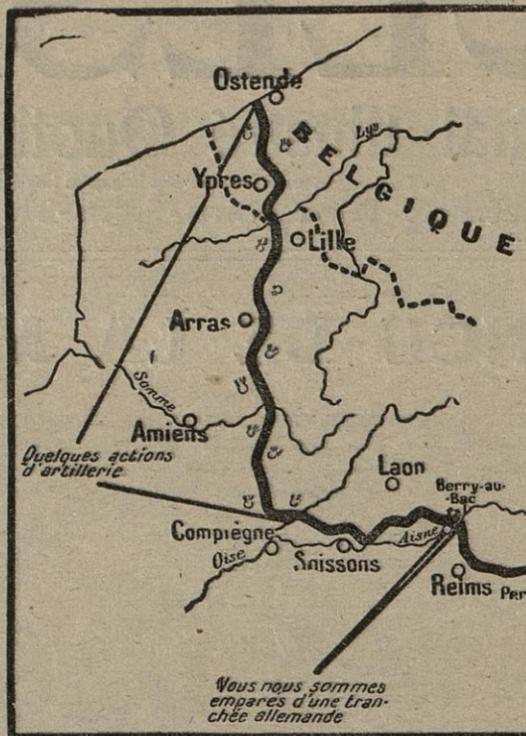 Ostende
BELGIQUE
Lys
Ypres
Lille
Arras
Somme
Amiens
Quelques actions
d'artillerie
Laon
Berry-au-
Bac
Compiègne
Aisne
Oise
Soissons
Reims
Per
Nous nous sommes
emparés d'une tran-
chée allemande